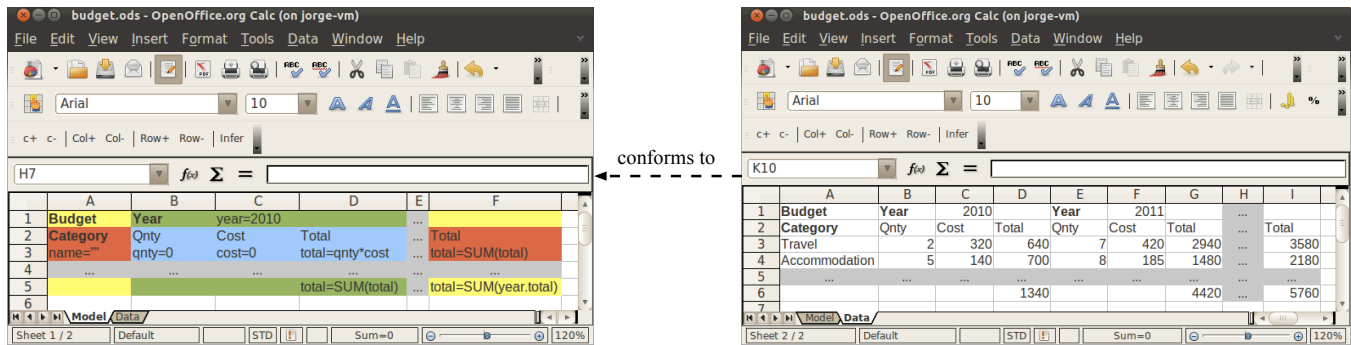 budget.ods - OpenOffice.org Calc (on jorge-vm)
File Edit View Insert Format Tools Data Window Help
PDF ABC ABC
Arial 10
c+ c- Col+ Col- Row+ Row- Infer
H7 f(x) Σ =
A B C D E F
1 Budget Year year=2010 ...
2 Category Qnty Cost Total ... Total
3 name="" qnty=0 cost=0 total=qnty*cost ... total=SUM(total)
4 ... ... ... ... ... ...
5 total=SUM(total) ... total=SUM(year.total)
6
Model Data
Sheet 1 / 2 Default STD Sum=0 120%
conforms to
budget.ods - OpenOffice.org Calc (on jorge-vm)
File Edit View Insert Format Tools Data Window Help
PDF ABC ABC
Arial 10 %
c+ c- Col+ Col- Row+ Row- Infer
K10 f(x) Σ =
A B C D E F G H I
1 Budget Year 2010 Year 2011 ...
2 Category Qnty Cost Total Qnty Cost Total ... Total
3 Travel 2 320 640 7 420 2940 ... 3580
4 Accommodation 5 140 700 8 185 1480 ... 2180
5 ... ... ... ... ... ... ... ... ...
6 1340 4420 ... 5760
7
Model Data
Sheet 2 / 2 Default STD Sum=0 120%